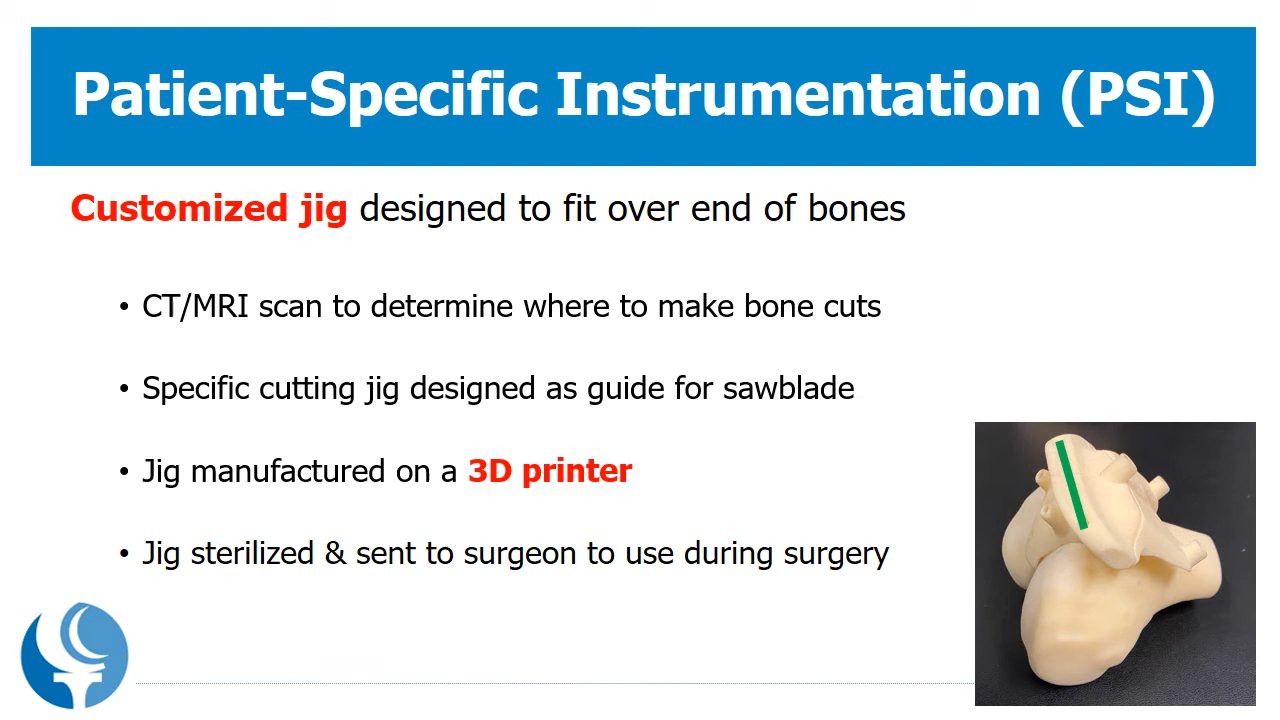 Patient-Specific Instrumentation (PSI)
Customized jig designed to fit over end of bones
• CT/MRI scan to determine where to make bone cuts
• Specific cutting jig designed as guide for sawblade
• Jig manufactured on a 3D printer
• Jig sterilized & sent to surgeon to use during surgery